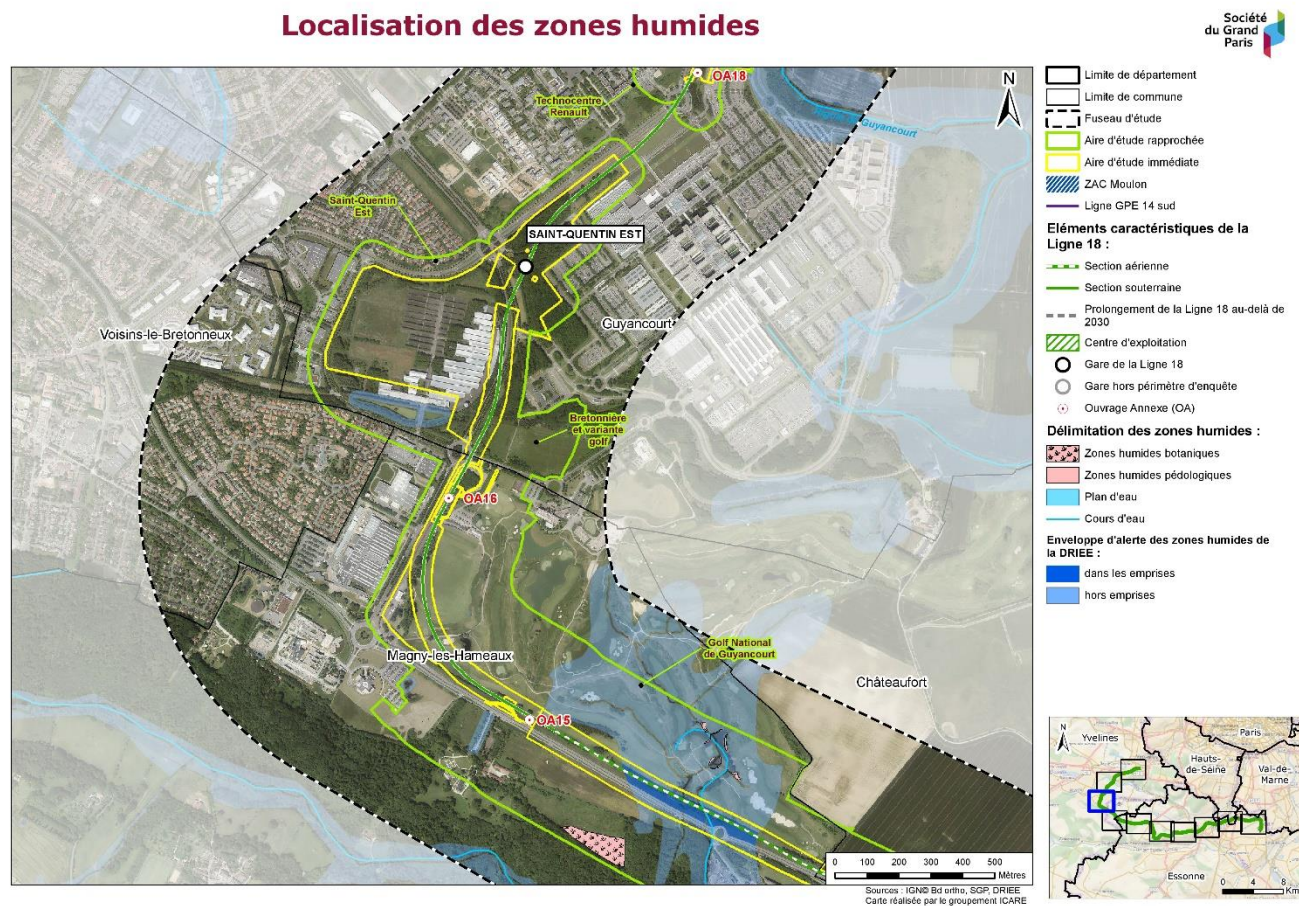 Localisation des zones humides
Société
du Grand
Paris
OA18
Technocentre
Renault
Guyancourt
N
Saint-Quentin
Est
SAINT-QUENTIN EST
Voisins-le-Bretonneux
Guyancourt
Bretonnière
et variante
golf
OA16
Magny-les-Hameaux
Golf National
de Guyancourt
Châteaufort
OA15
0 100 200 300 400 500
Mètres
Sources : IGN© Bd ortho, SGP, DRIEE
Carte réalisée par le groupement ICARE
Limite de département
Limite de commune
Fuseau d'étude
Aire d'étude rapprochée
Aire d'étude immédiate
ZAC Moulon
Ligne GPE 14 sud
Eléments caractéristiques de la
Ligne 18 :
Section aérienne
Section souterraine
Prolongement de la Ligne 18 au-delà de
2030
Centre d'exploitation
Gare de la Ligne 18
Gare hors périmètre d'enquête
Ouvrage Annexe (OA)
Délimitation des zones humides :
Zones humides botaniques
Zones humides pédologiques
Plan d'eau
Cours d'eau
Enveloppe d'alerte des zones humides de
la DRIEE :
dans les emprises
hors emprises
N
Yvelines
Paris
Hauts-
de-Seine
Val-de-
Marne
Essonne
0 4 8
Km